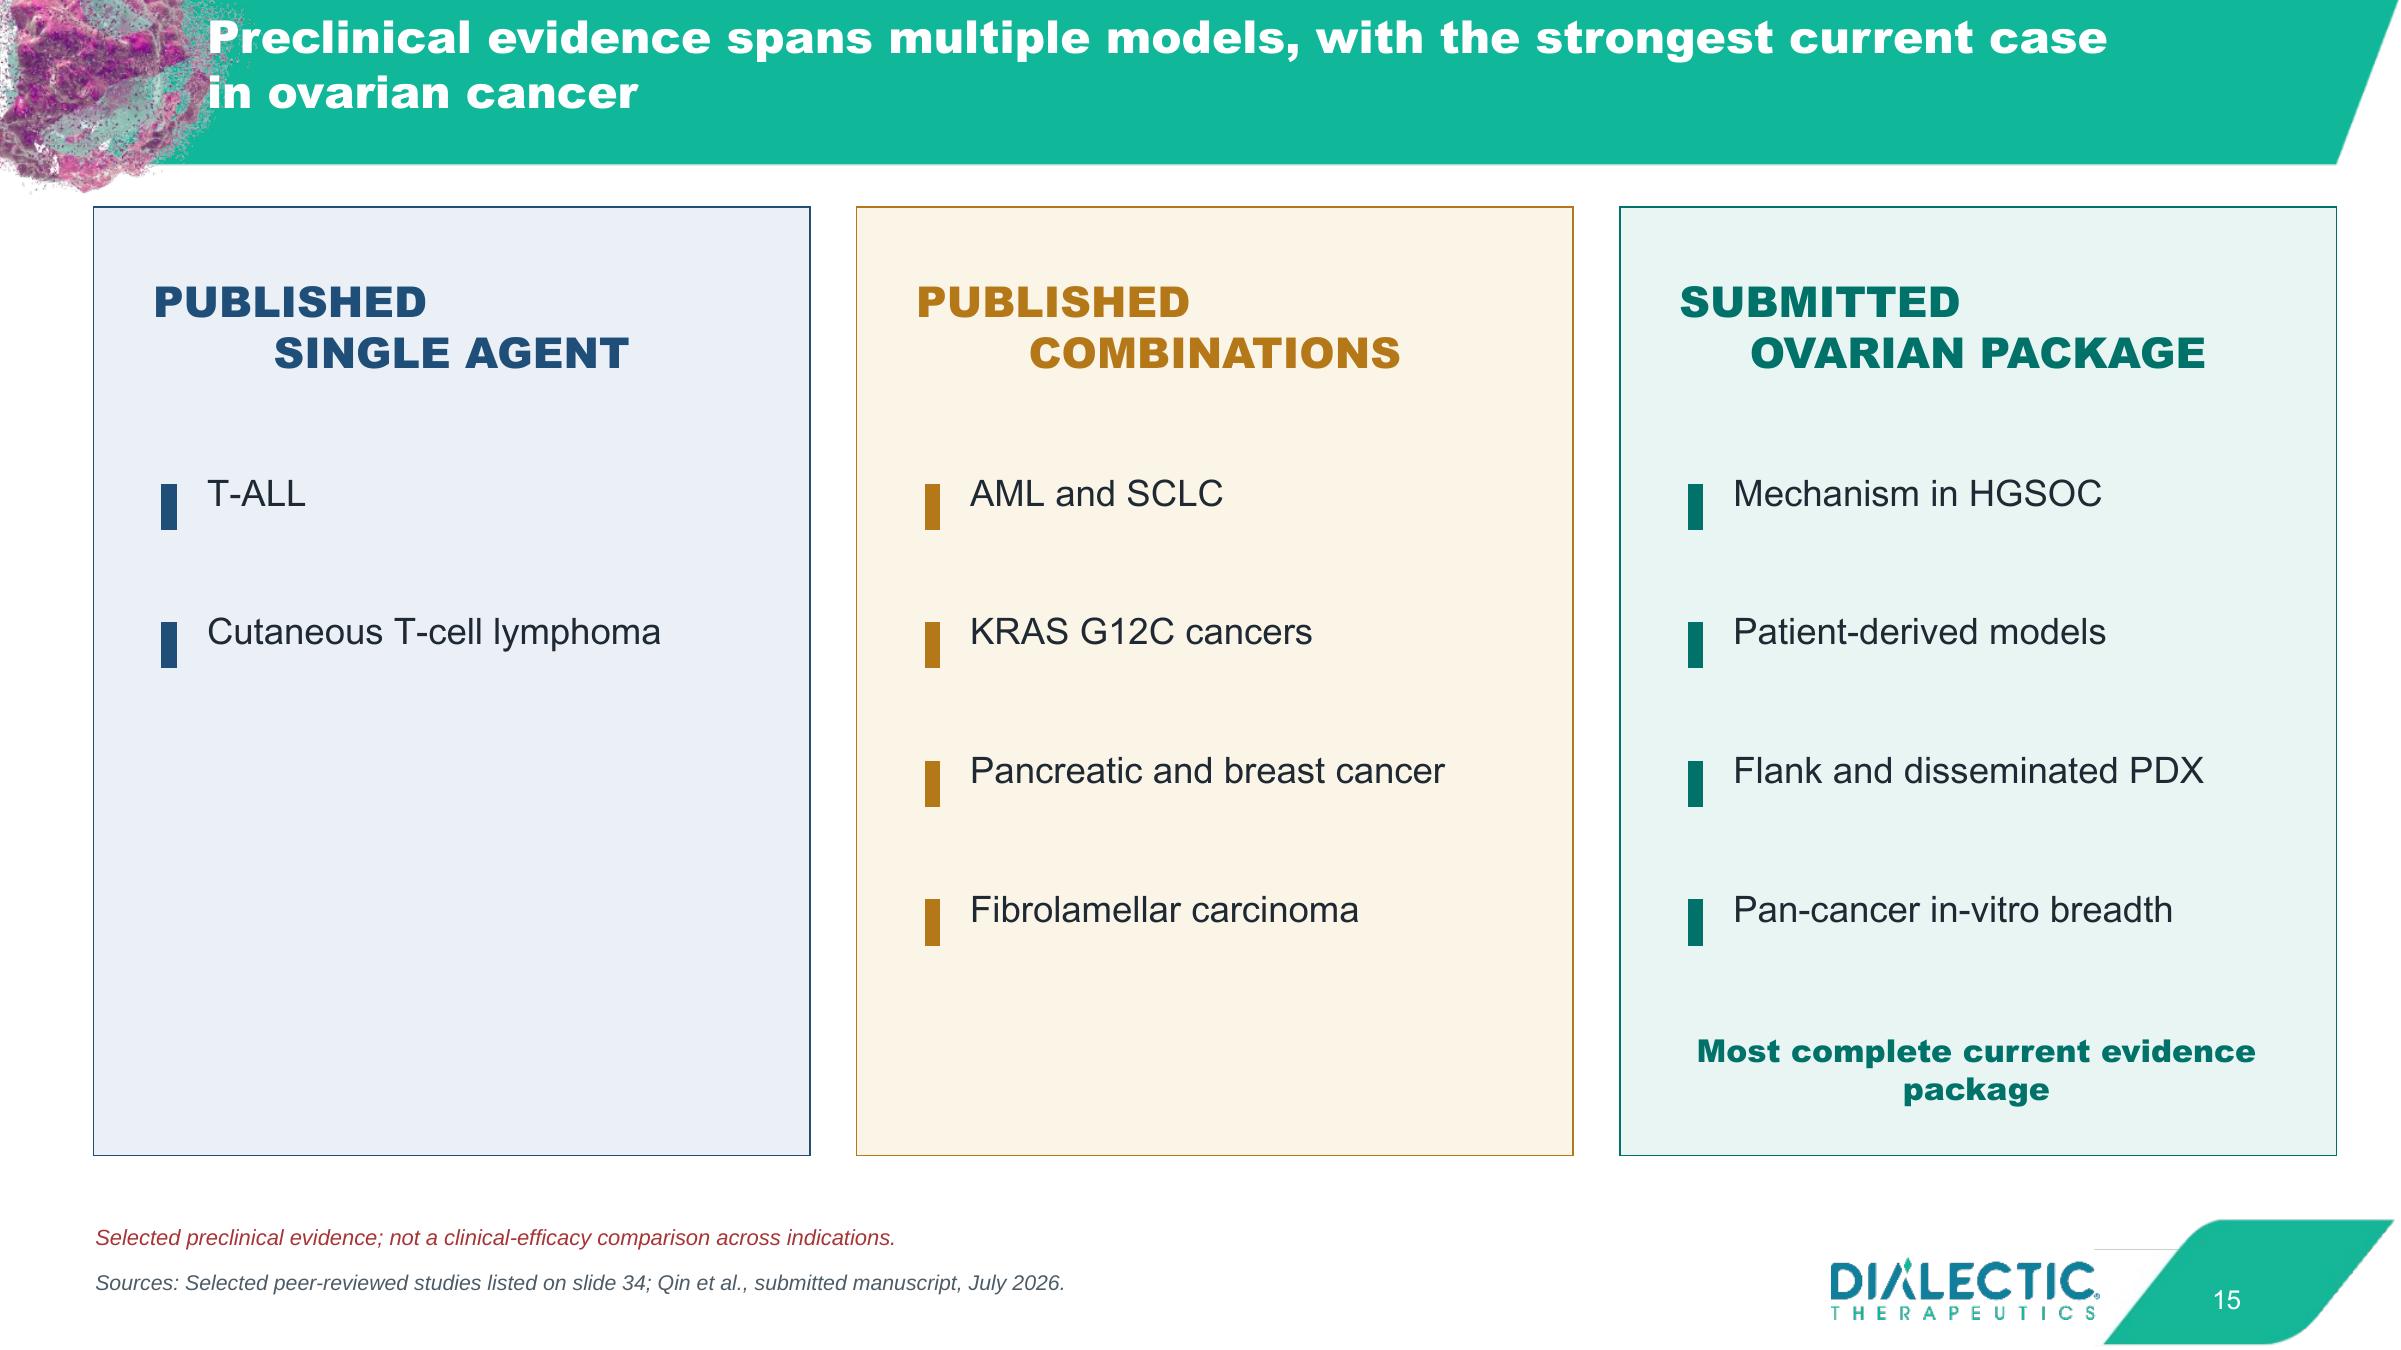 Preclinical evidence spans multiple models, with the strongest current case
in ovarian cancer
PUBLISHED
SINGLE AGENT
T-ALL
Cutaneous T-cell lymphoma
PUBLISHED
COMBINATIONS
AML and SCLC
KRAS G12C cancers
Pancreatic and breast cancer
Fibrolamellar carcinoma
SUBMITTED
OVARIAN PACKAGE
Mechanism in HGSOC
Patient-derived models
Flank and disseminated PDX
Pan-cancer in-vitro breadth
Most complete current evidence
package
Selected preclinical evidence; not a clinical-efficacy comparison across indications.
Sources: Selected peer-reviewed studies listed on slide 34; Qin et al., submitted manuscript, July 2026.
DIALECTIC®
THERAPEUTICS
15